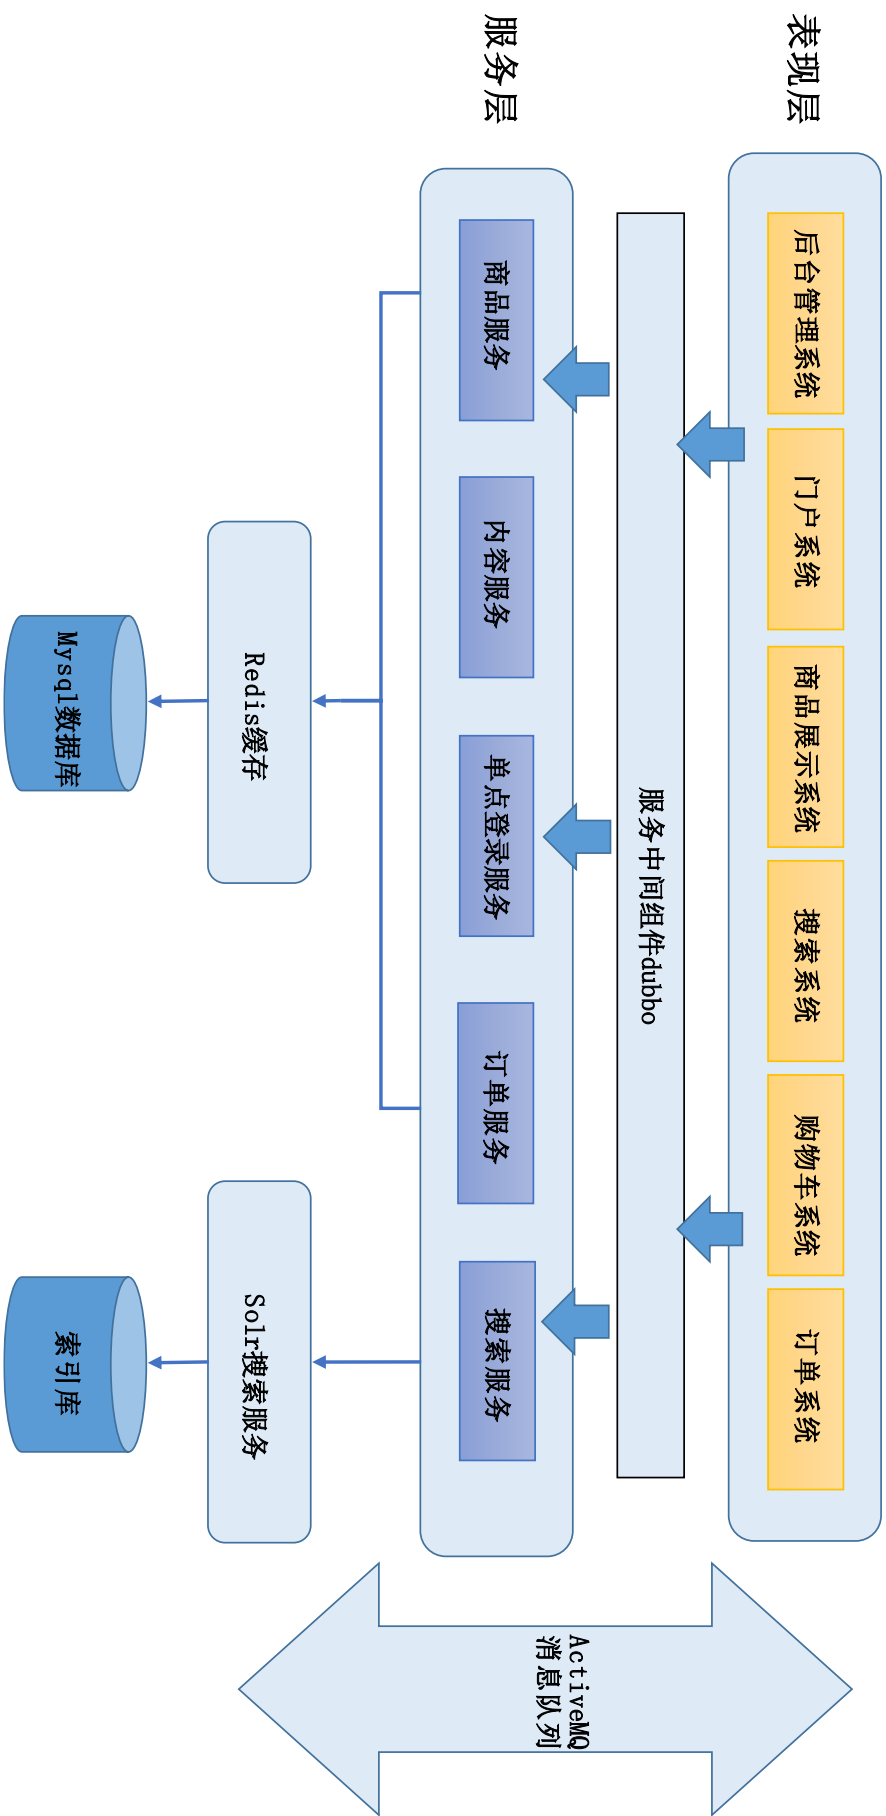 表现层
后台管理系统
门户系统
商品展示系统
搜索系统
购物车系统
订单系统
服务中间组件dubbo
服务层
商品服务
内容服务
单点登录服务
订单服务
搜索服务
Redis缓存
Solr搜索服务
Mysql数据库
索引库
ActiveMQ
消息队列